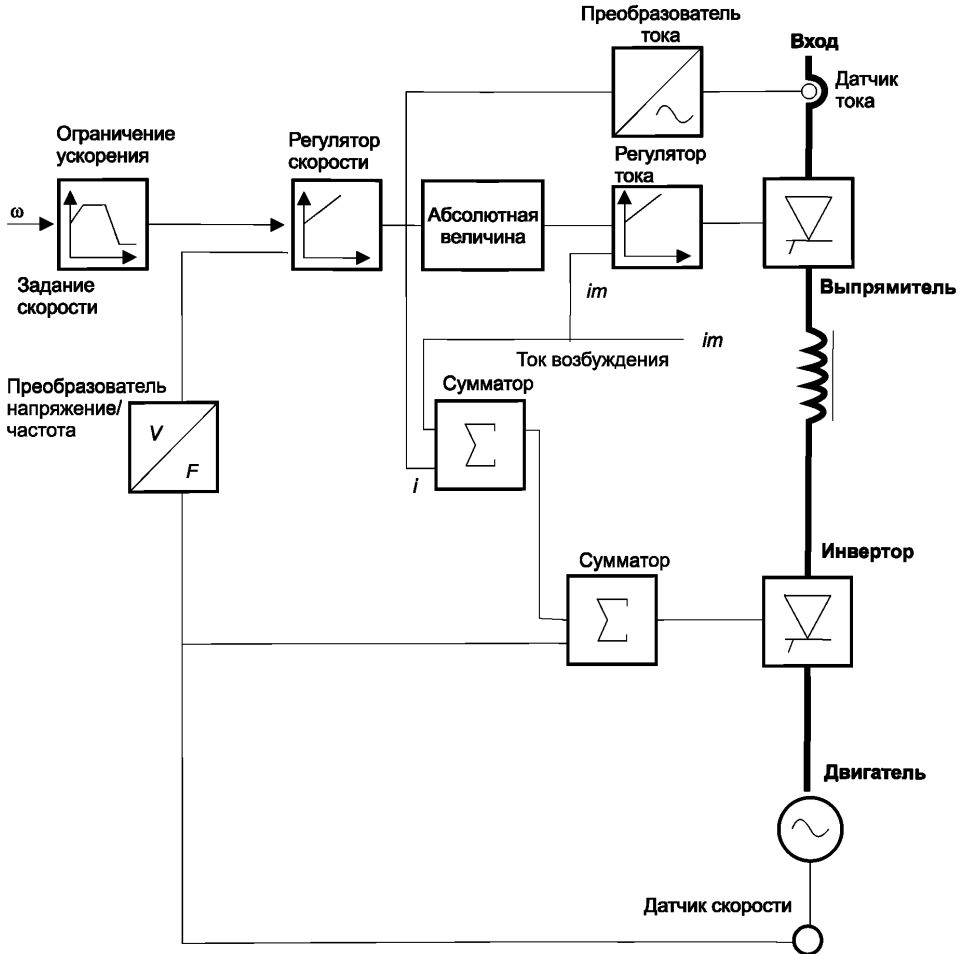 Преобразователь
тока
Вход
Датчик
тока
Ограничение
ускорения
Регулятор
скорости
Регулятор
тока
ω
Абсолютная
величина
Задание
скорости
im
Выпрямитель
Ток возбуждения
im
Преобразователь
напряжение/
частота
Сумматор
V
F
Σ
i
Сумматор
Инвертор
Σ
Двигатель
Датчик скорости